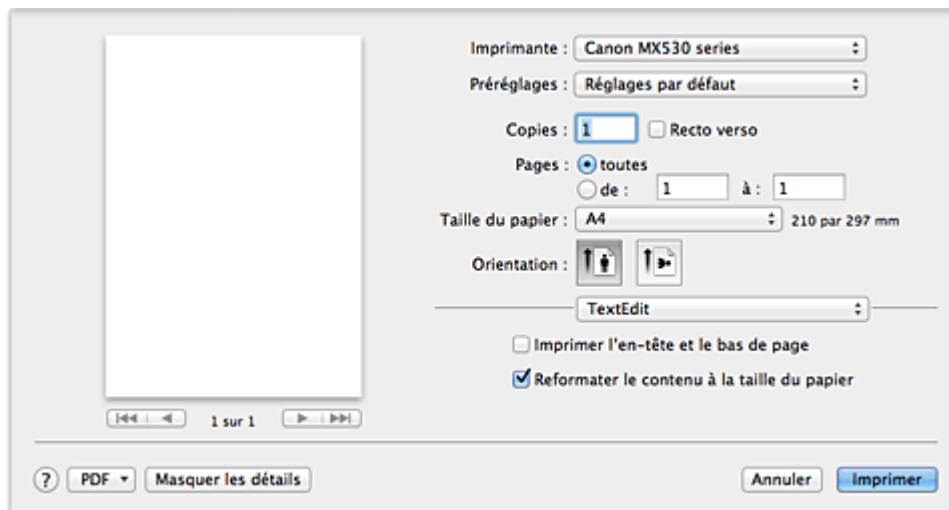 Imprimante : Canon MX530 series
Préréglages : Réglages par défaut
Copies : 1 Recto verso
Pages : toutes
de : 1 à : 1
Taille du papier : A4 210 par 297 mm
Orientation :
TextEdit
Imprimer l'en-tête et le bas de page
Reformater le contenu à la taille du papier
1 sur 1
? PDF Masquer les détails Annuler Imprimer